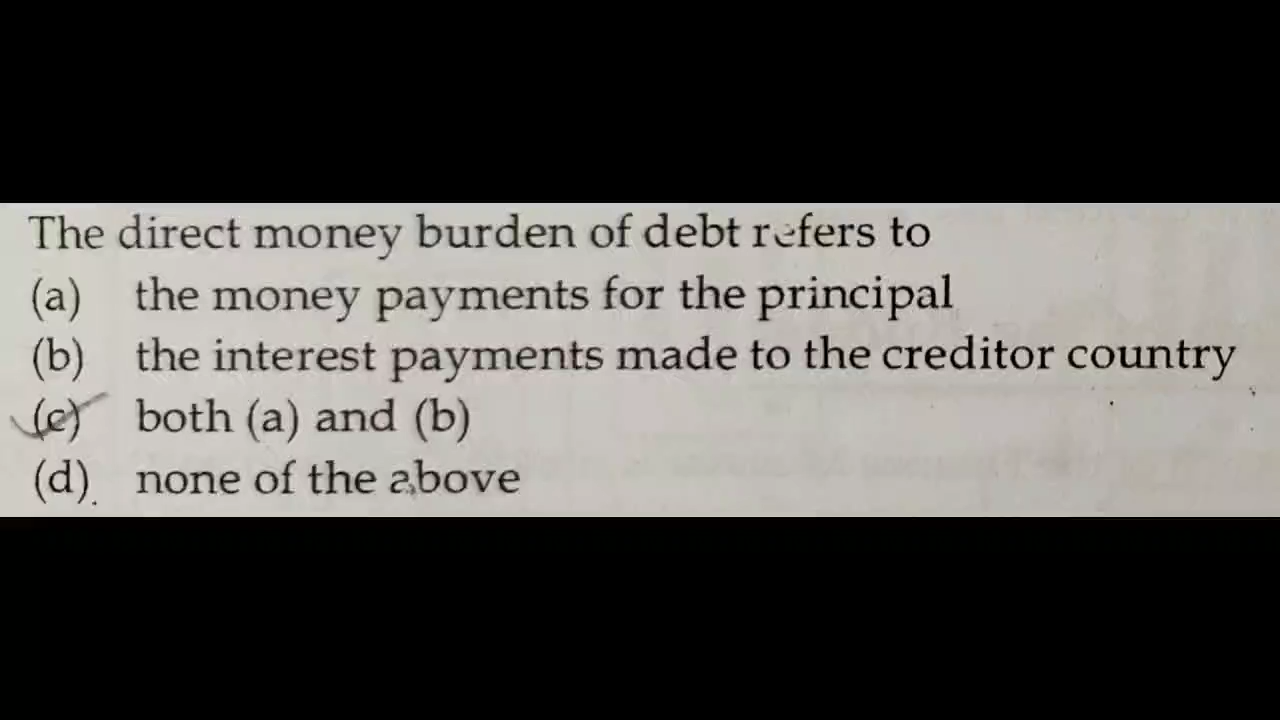 The direct money burden of debt refers to
(a) the money payments for the principal
(b) the interest payments made to the creditor country
(c) both (a) and (b)
(d) none of the above